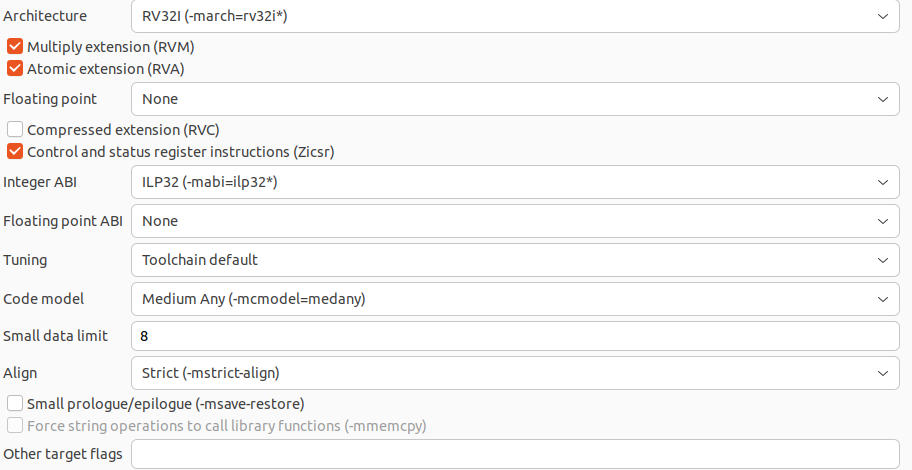 Architecture RV32I (-march=rv32i*)
Multiply extension (RVM)
Atomic extension (RVA)
Floating point None
Compressed extension (RVC)
Control and status register instructions (Zicsr)
Integer ABI ILP32 (-mabi=ilp32*)
Floating point ABI None
Tuning Toolchain default
Code model Medium Any (-mcmodel=medany)
Small data limit 8
Align Strict (-mstrict-align)
Small prologue/epilogue (-msave-restore)
Force string operations to call library functions (-mmemcpy)
Other target flags